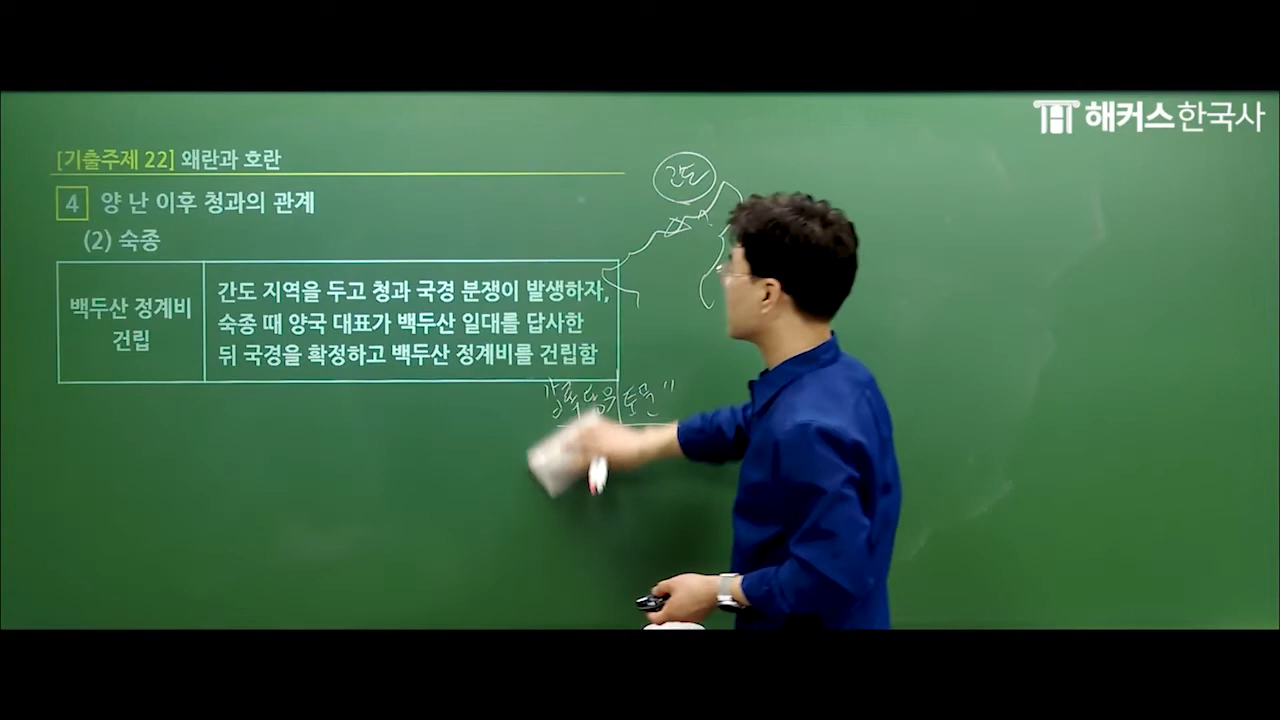 해커스한국사
[기출주제 22] 왜란과 호란
4 양 난 이후 청과의 관계
(2) 숙종
백두산 정계비
건립
간도 지역을 두고 청과 국경 분쟁이 발생하자,
숙종 때 양국 대표가 백두산 일대를 답사한
뒤 국경을 확정하고 백두산 정계비를 건립함
간도
토문"